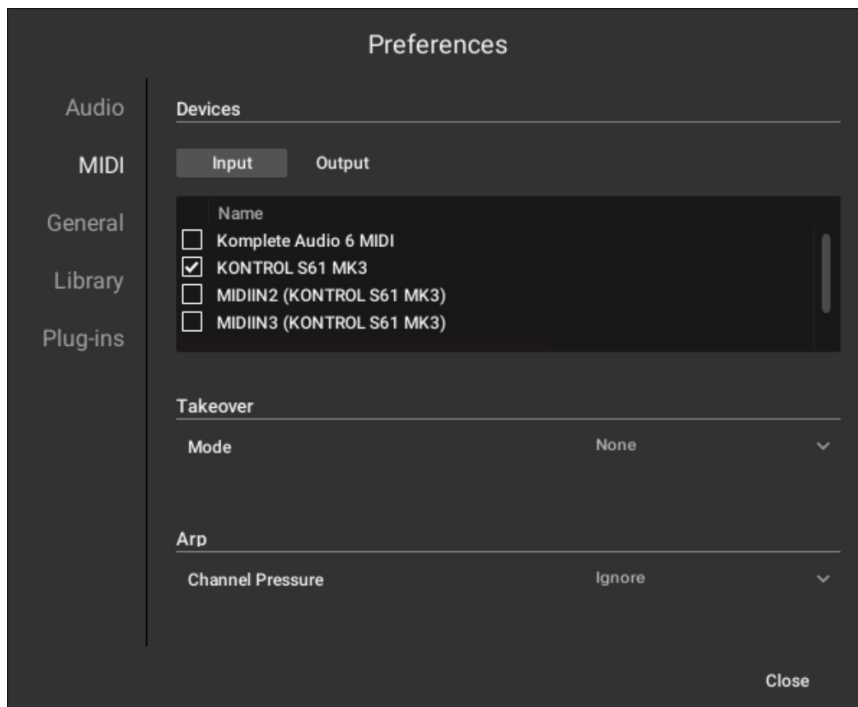 Preferences
Audio
MIDI
General
Library
Plug-ins
Devices
Input Output
Name
Komplete Audio 6 MIDI
KONTROL S61 MK3
MIDIIN2 (KONTROL S61 MK3)
MIDIIN3 (KONTROL S61 MK3)
Takeover
Mode None
Arp
Channel Pressure Ignore
Close